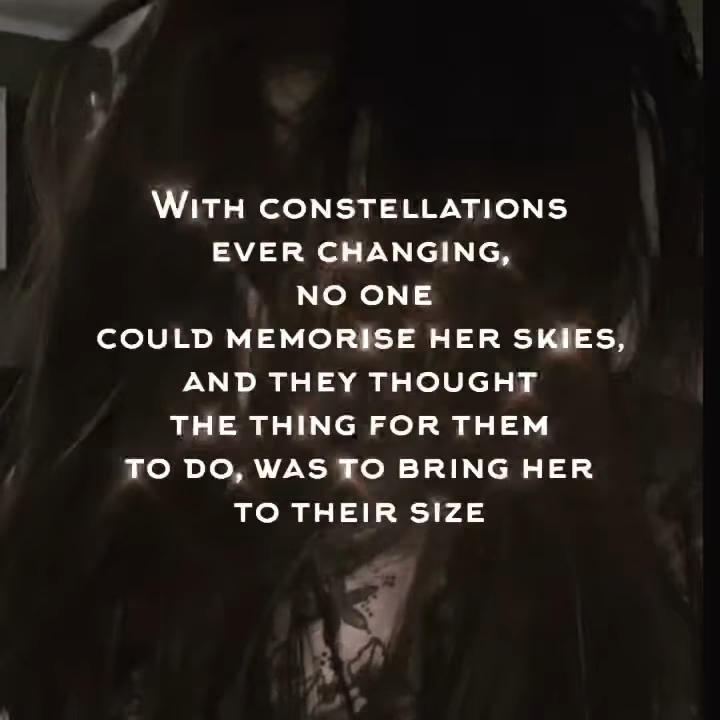 With constellations
ever changing,
no one
could memorise her skies,
and they thought
the thing for them
to do, was to bring her
to their size